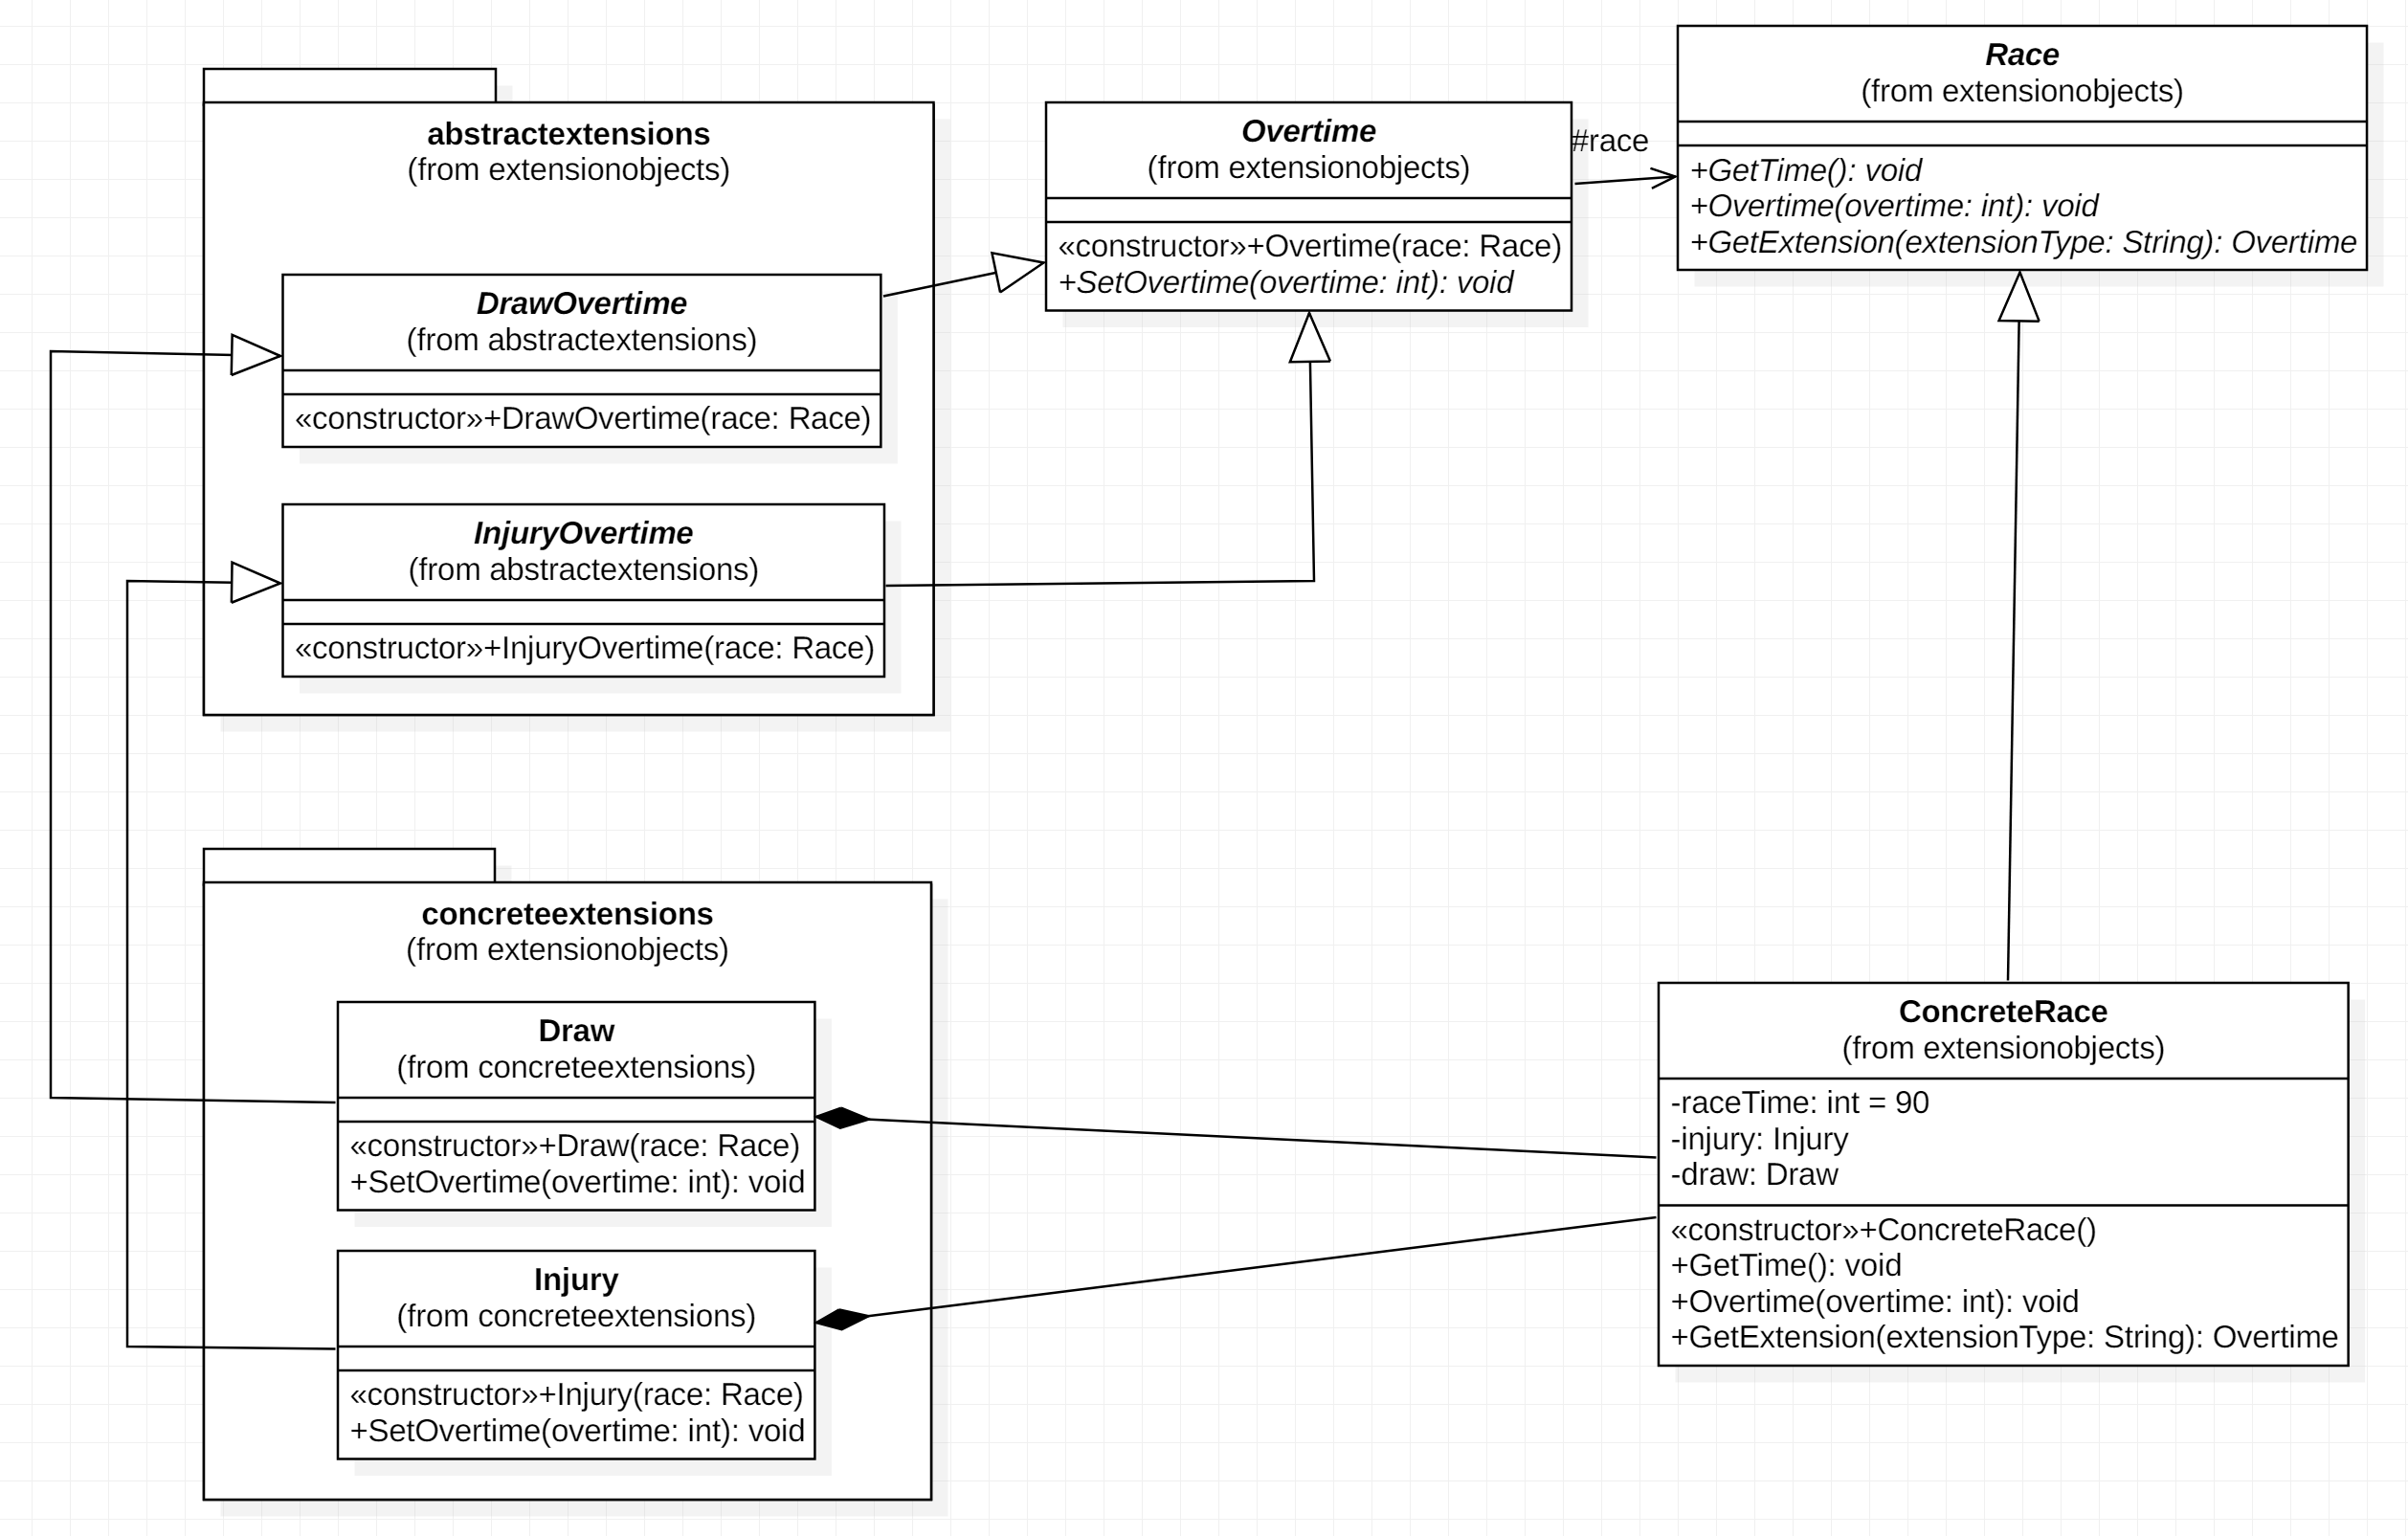 abstractextensions
(from extensionobjects)
DrawOvertime
(from abstractextensions)
«constructor»+DrawOvertime(race: Race)
InjuryOvertime
(from abstractextensions)
«constructor»+InjuryOvertime(race: Race)
Overtime
(from extensionobjects)
«constructor»+Overtime(race: Race)
+SetOvertime(overtime: int): void
#race
Race
(from extensionobjects)
+GetTime(): void
+Overtime(overtime: int): void
+GetExtension(extensionType: String): Overtime
concreteextensions
(from extensionobjects)
Draw
(from concreteextensions)
«constructor»+Draw(race: Race)
+SetOvertime(overtime: int): void
Injury
(from concreteextensions)
«constructor»+Injury(race: Race)
+SetOvertime(overtime: int): void
ConcreteRace
(from extensionobjects)
-raceTime: int = 90
-injury: Injury
-draw: Draw
«constructor»+ConcreteRace()
+GetTime(): void
+Overtime(overtime: int): void
+GetExtension(extensionType: String): Overtime